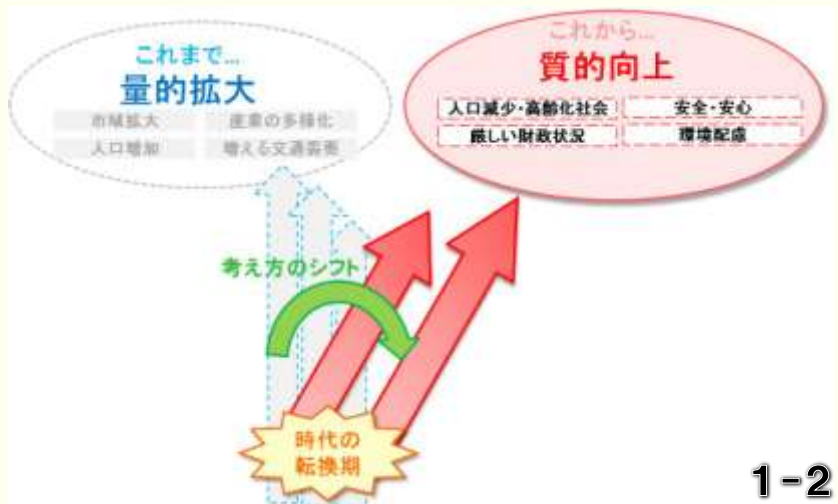 これまで...
量的拡大
市域拡大
産業の多様化
人口増加
増える交通需要
これから...
質的向上
人口減少・高齢化社会
安全・安心
厳しい財政状況
環境配慮
考え方のシフト
時代の
転換期
1-2